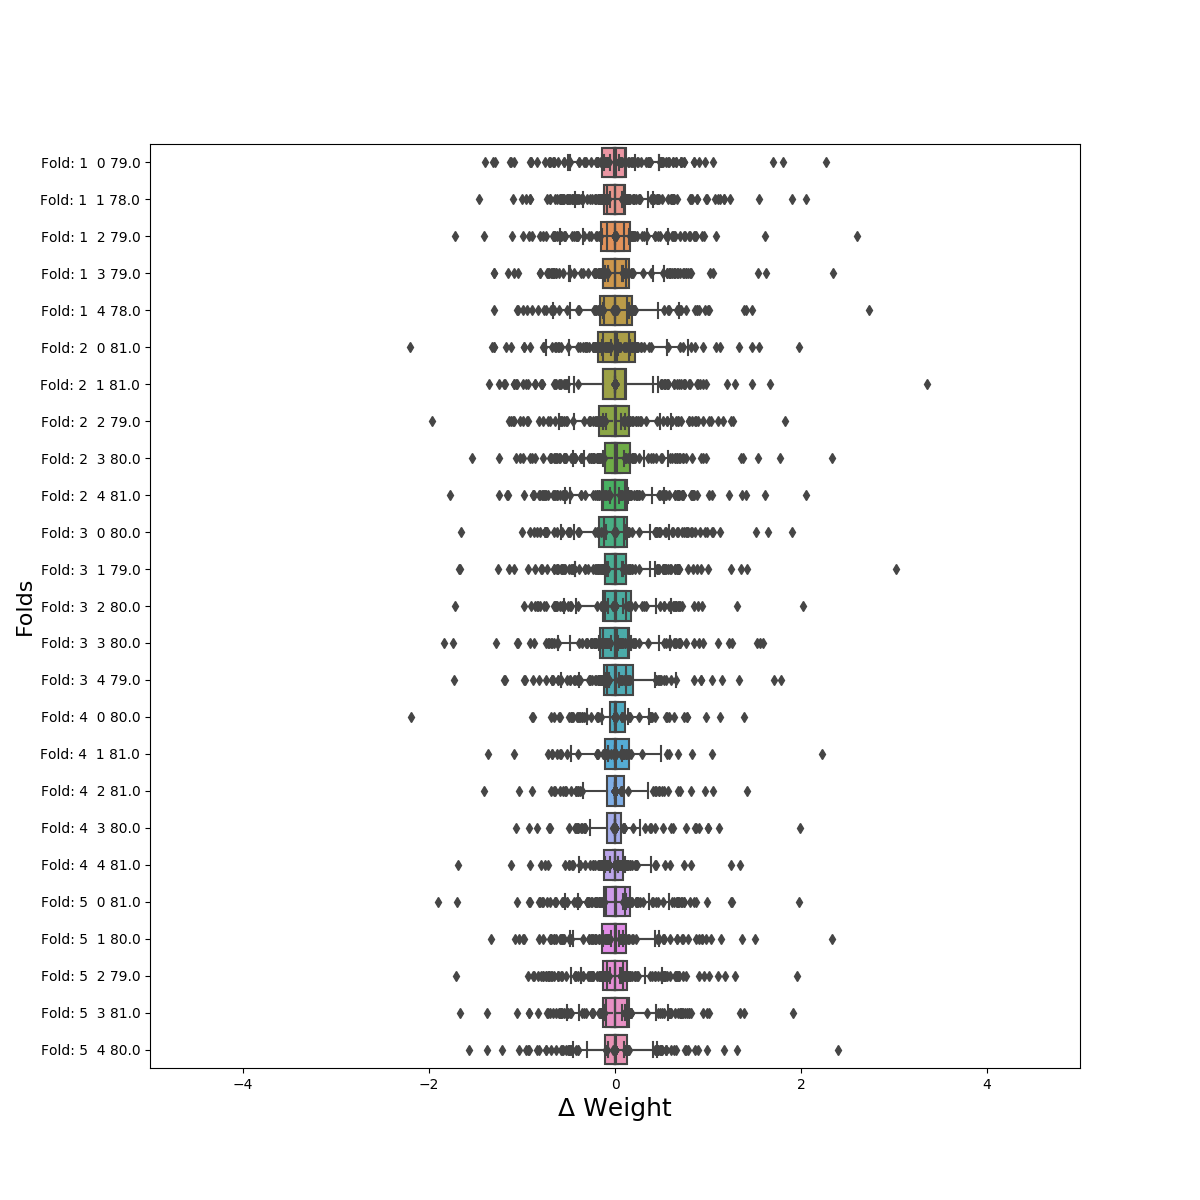 Fold: 1  0 79.0
Fold: 1  1 78.0
Fold: 1  2 79.0
Fold: 1  3 79.0
Fold: 1  4 78.0
Fold: 2  0 81.0
Fold: 2  1 81.0
Fold: 2  2 79.0
Fold: 2  3 80.0
Fold: 2  4 81.0
Fold: 3  0 80.0
Fold: 3  1 79.0
Fold: 3  2 80.0
Fold: 3  3 80.0
Fold: 3  4 79.0
Fold: 4  0 80.0
Fold: 4  1 81.0
Fold: 4  2 81.0
Fold: 4  3 80.0
Fold: 4  4 81.0
Fold: 5  0 81.0
Fold: 5  1 80.0
Fold: 5  2 79.0
Fold: 5  3 81.0
Fold: 5  4 80.0
Folds
−4 −2 0 2 4
Δ Weight